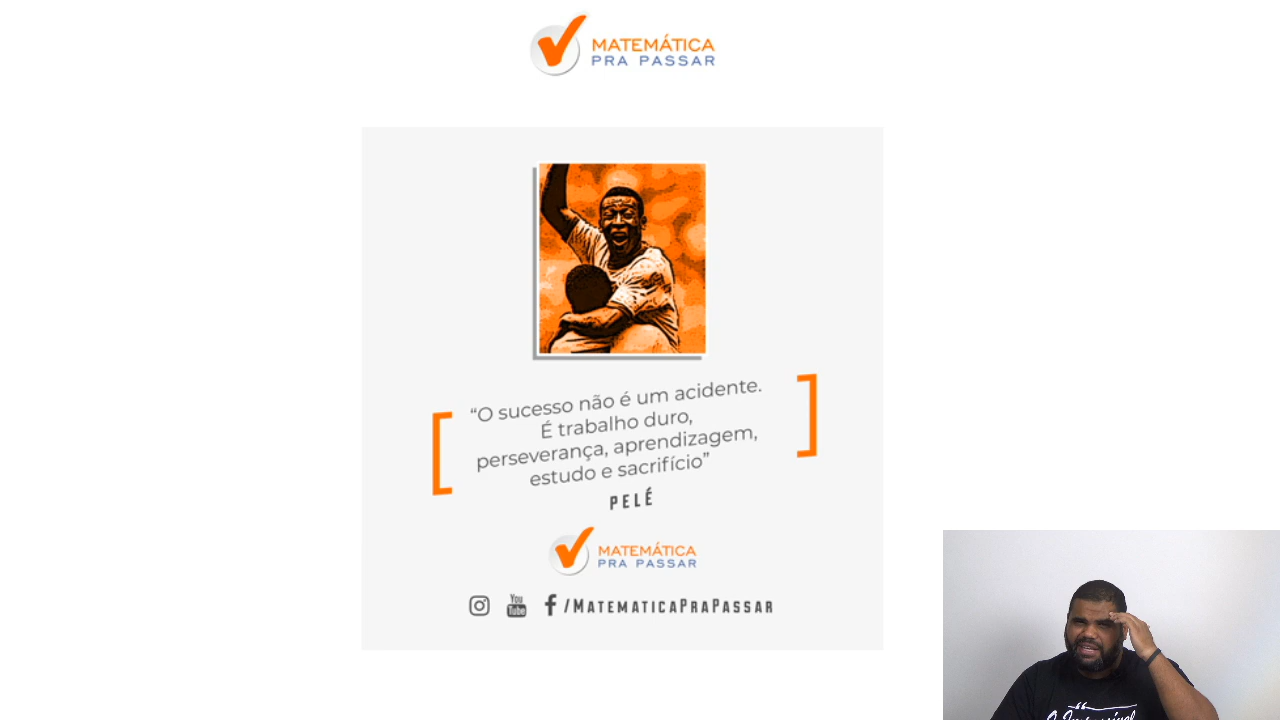 MATEMÁTICA
PRA PASSAR
“O sucesso não é um acidente.
É trabalho duro,
perseverança, aprendizagem,
estudo e sacrifício”
PELÉ
MATEMÁTICA
PRA PASSAR
You
Tube
/MATEMATICAPRAPASSAR